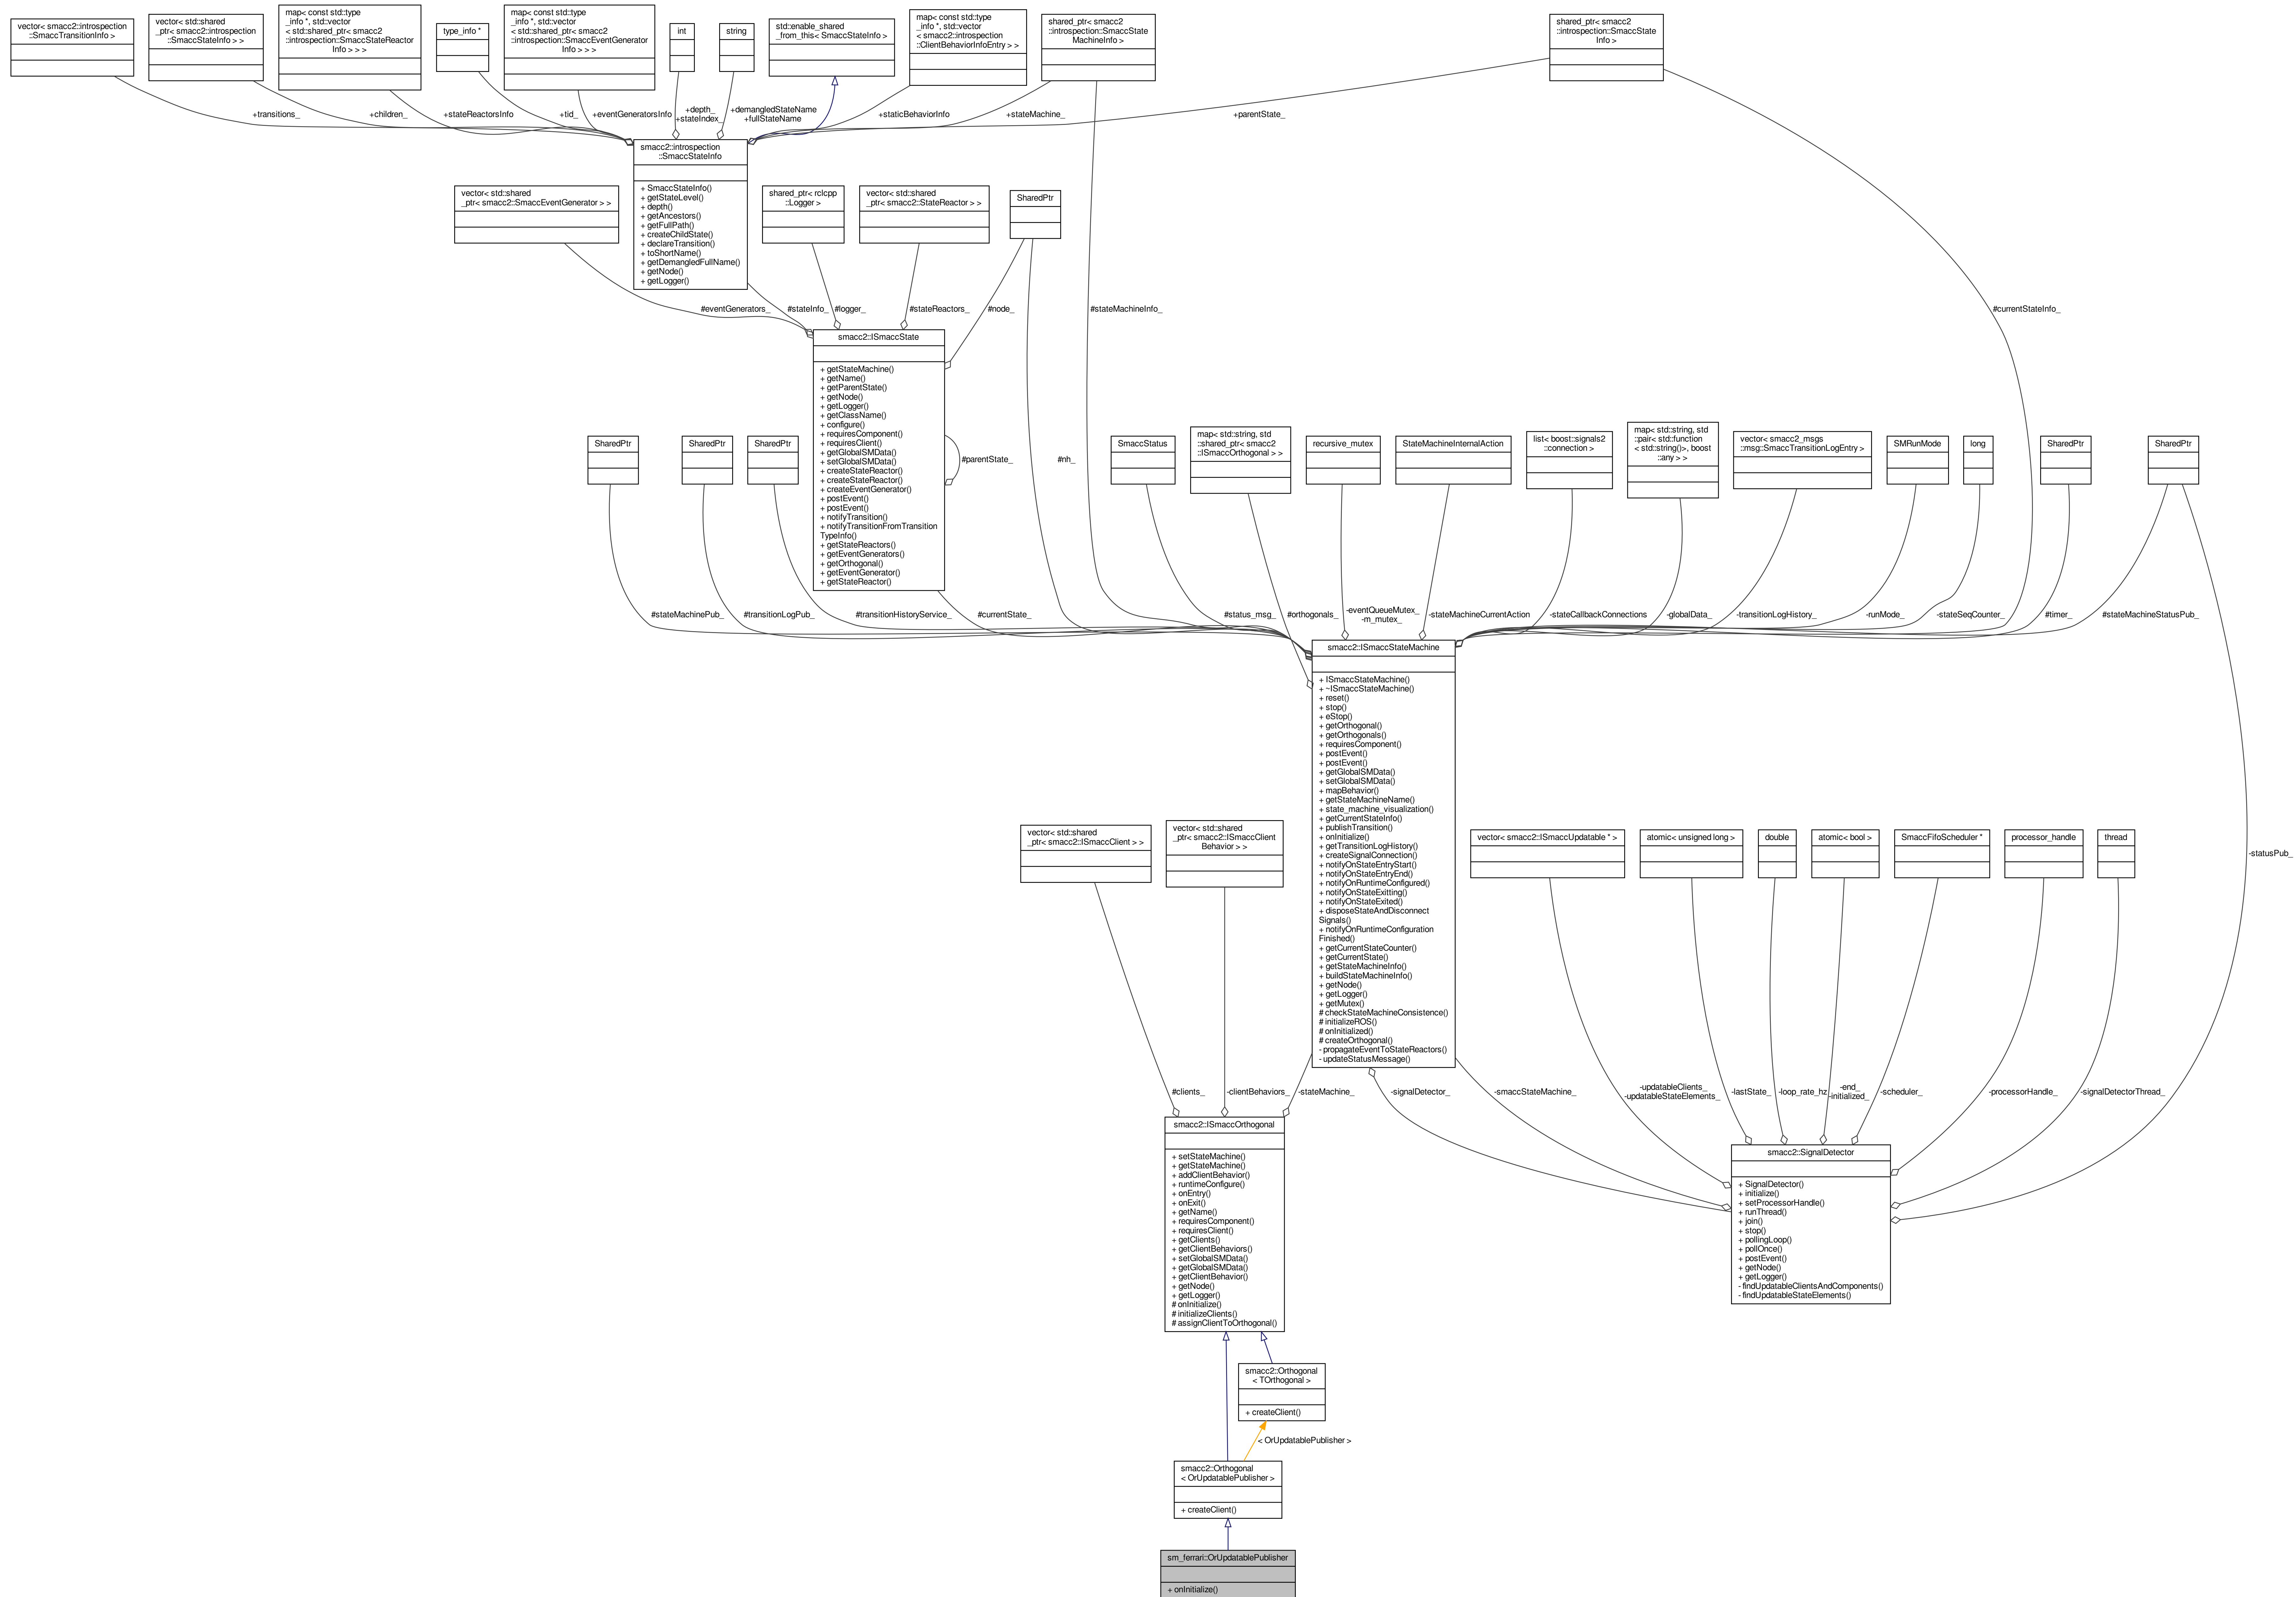 vector< smacc2::introspection
::SmaccTransitionInfo >
vector< std::shared
_ptr< smacc2::introspection
::SmaccStateInfo > >
map< const std::type
_info *, std::vector
< std::shared_ptr< smacc2
::introspection::SmaccStateReactor
Info > > >
type_info *
map< const std::type
_info *, std::vector
< std::shared_ptr< smacc2
::introspection::SmaccEventGenerator
Info > > >
int
string
std::enable_shared
_from_this< SmaccStateInfo >
map< const std::type
_info *, std::vector
< smacc2::introspection
::ClientBehaviorInfoEntry > >
shared_ptr< smacc2
::introspection::SmaccState
MachineInfo >
shared_ptr< smacc2
::introspection::SmaccState
Info >
+transitions_
+children_
+stateReactorsInfo
+tid_
+eventGeneratorsInfo
+depth_
+stateIndex_
+demangledStateName
+fullStateName
+staticBehaviorInfo
+stateMachine_
+parentState_
smacc2::introspection
::SmaccStateInfo
+ SmaccStateInfo()
+ getStateLevel()
+ depth()
+ getAncestors()
+ getFullPath()
+ createChildState()
+ declareTransition()
+ toShortName()
+ getDemangledFullName()
+ getNode()
+ getLogger()
vector< std::shared
_ptr< smacc2::SmaccEventGenerator > >
shared_ptr< rclcpp
::Logger >
vector< std::shared
_ptr< smacc2::StateReactor > >
SharedPtr
#eventGenerators_
#stateInfo_
#logger_
#stateReactors_
#node_
#stateMachineInfo_
#currentStateInfo_
smacc2::ISmaccState
+ getStateMachine()
+ getName()
+ getParentState()
+ getNode()
+ getLogger()
+ getClassName()
+ configure()
+ requiresComponent()
+ requiresClient()
+ getGlobalSMData()
+ setGlobalSMData()
+ createStateReactor()
+ createStateReactor()
+ createEventGenerator()
+ postEvent()
+ postEvent()
+ notifyTransition()
+ notifyTransitionFromTransition
TypeInfo()
+ getStateReactors()
+ getEventGenerators()
+ getOrthogonal()
+ getEventGenerator()
+ getStateReactor()
#parentState_
#nh_
SharedPtr
SharedPtr
SharedPtr
SmaccStatus
map< std::string, std
::shared_ptr< smacc2
::ISmaccOrthogonal > >
recursive_mutex
StateMachineInternalAction
list< boost::signals2
::connection >
map< std::string, std
::pair< std::function
< std::string()>, boost
::any > >
vector< smacc2_msgs
::msg::SmaccTransitionLogEntry >
SMRunMode
long
SharedPtr
SharedPtr
#stateMachinePub_
#transitionLogPub_
#transitionHistoryService_
#currentState_
#status_msg_
#orthogonals_
-eventQueueMutex_
-m_mutex_
-stateMachineCurrentAction
-stateCallbackConnections
-globalData_
-transitionLogHistory_
-runMode_
-stateSeqCounter_
#timer_
#stateMachineStatusPub_
smacc2::ISmaccStateMachine
+ ISmaccStateMachine()
+ ~ISmaccStateMachine()
+ reset()
+ stop()
+ eStop()
+ getOrthogonal()
+ getOrthogonals()
+ requiresComponent()
+ postEvent()
+ postEvent()
+ getGlobalSMData()
+ setGlobalSMData()
+ mapBehavior()
+ getStateMachineName()
+ state_machine_visualization()
+ getCurrentStateInfo()
+ publishTransition()
+ onInitialize()
+ getTransitionLogHistory()
+ createSignalConnection()
+ notifyOnStateEntryStart()
+ notifyOnStateEntryEnd()
+ notifyOnRuntimeConfigured()
+ notifyOnStateExitting()
+ notifyOnStateExited()
+ disposeStateAndDisconnect
Signals()
+ notifyOnRuntimeConfiguration
Finished()
+ getCurrentStateCounter()
+ getCurrentState()
+ getStateMachineInfo()
+ buildStateMachineInfo()
+ getNode()
+ getLogger()
+ getMutex()
# checkStateMachineConsistence()
# initializeROS()
# onInitialized()
# createOrthogonal()
- propagateEventToStateReactors()
- updateStatusMessage()
vector< std::shared
_ptr< smacc2::ISmaccClient > >
vector< std::shared
_ptr< smacc2::ISmaccClient
Behavior > >
vector< smacc2::ISmaccUpdatable * >
atomic< unsigned long >
double
atomic< bool >
SmaccFifoScheduler *
processor_handle
thread
-statusPub_
#clients_
-clientBehaviors_
-stateMachine_
-signalDetector_
-smaccStateMachine_
-updatableClients_
-updatableStateElements_
-lastState_
-loop_rate_hz
-end_
-initialized_
-scheduler_
-processorHandle_
-signalDetectorThread_
smacc2::ISmaccOrthogonal
+ setStateMachine()
+ getStateMachine()
+ addClientBehavior()
+ runtimeConfigure()
+ onEntry()
+ onExit()
+ getName()
+ requiresComponent()
+ requiresClient()
+ getClients()
+ getClientBehaviors()
+ setGlobalSMData()
+ getGlobalSMData()
+ getClientBehavior()
+ getNode()
+ getLogger()
# onInitialize()
# initializeClients()
# assignClientToOrthogonal()
smacc2::SignalDetector
+ SignalDetector()
+ initialize()
+ setProcessorHandle()
+ runThread()
+ join()
+ stop()
+ pollingLoop()
+ pollOnce()
+ postEvent()
+ getNode()
+ getLogger()
- findUpdatableClientsAndComponents()
- findUpdatableStateElements()
smacc2::Orthogonal
< TOrthogonal >
+ createClient()
< OrUpdatablePublisher >
smacc2::Orthogonal
< OrUpdatablePublisher >
+ createClient()
sm_ferrari::OrUpdatablePublisher
+ onInitialize()